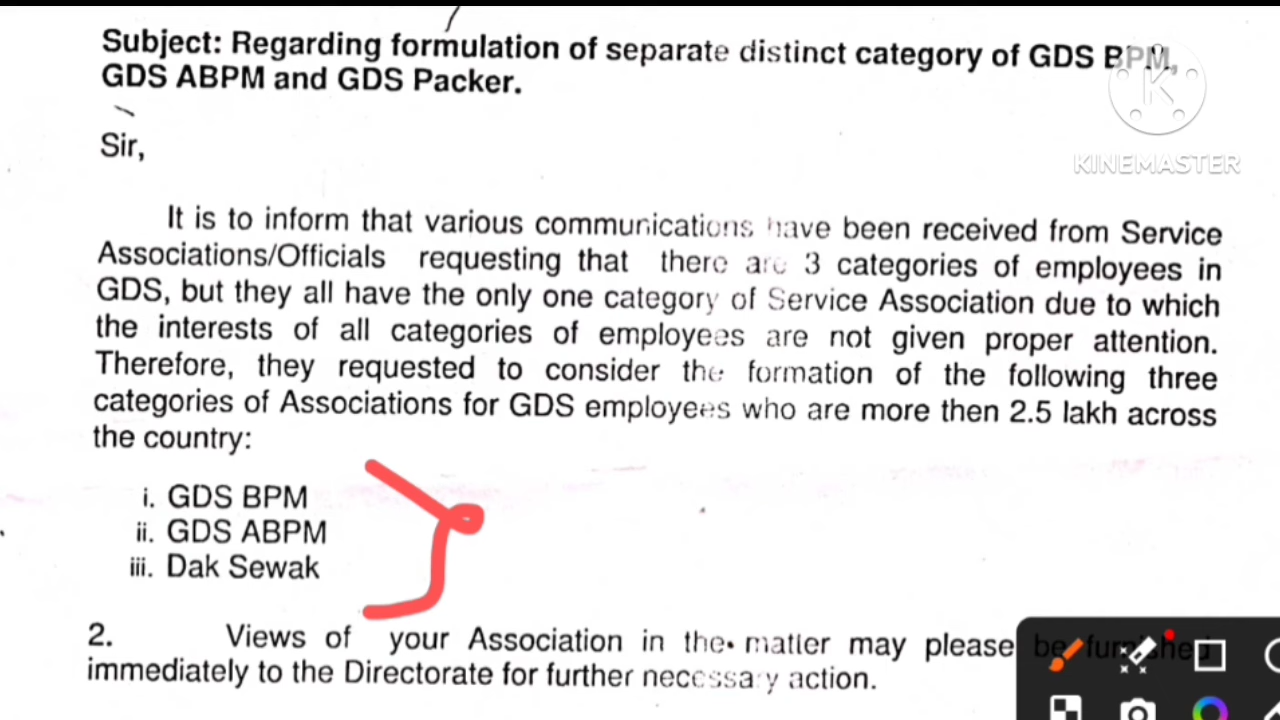 Subject: Regarding formulation of separate distinct category of GDS BPM,
GDS ABPM and GDS Packer.
Sir,
KINEMASTER
It is to inform that various communications have been received from Service
Associations/Officials requesting that there are 3 categories of employees in
GDS, but they all have the only one category of Service Association due to which
the interests of all categories of employees are not given proper attention.
Therefore, they requested to consider the formation of the following three
categories of Associations for GDS employees who are more then 2.5 lakh across
the country:
i. GDS BPM
ii. GDS ABPM
iii. Dak Sewak
2. Views of your Association in the matter may please be furnished
immediately to the Directorate for further necessary action.